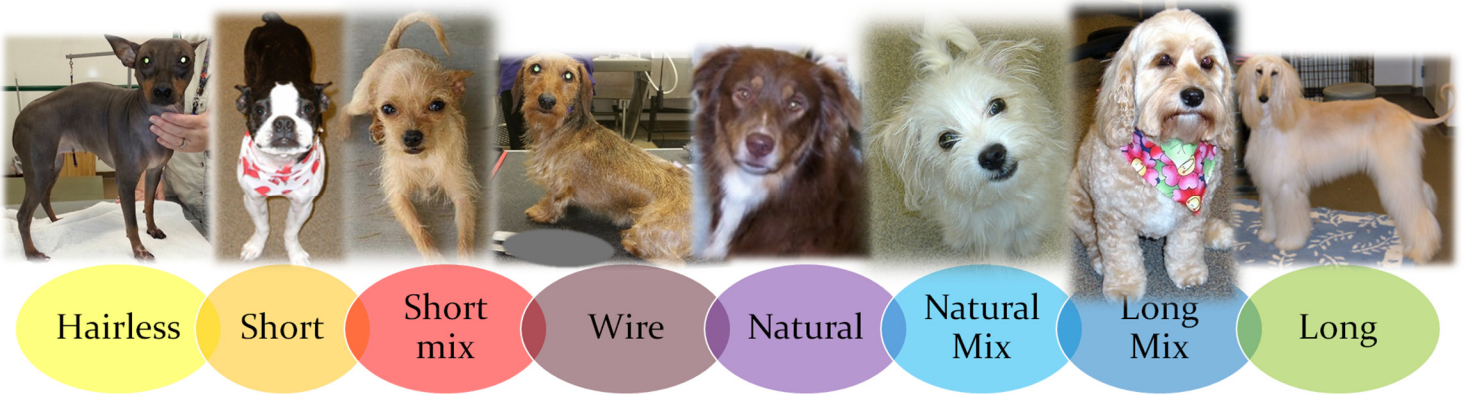 Hairless
Short
Short
mix
Wire
Natural
Natural
Mix
Long
Mix
Long